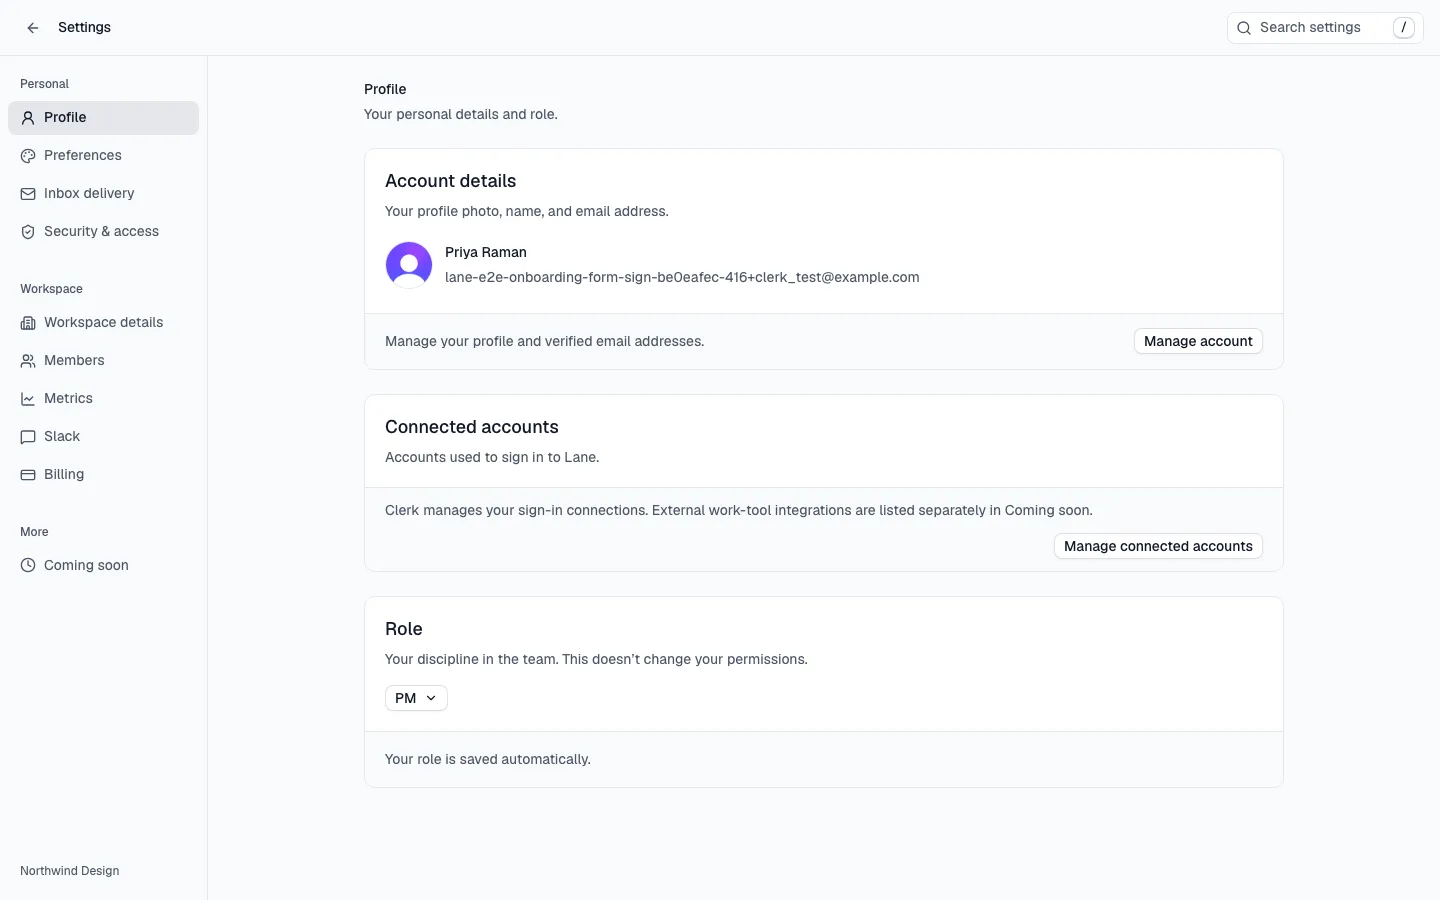 Settings
Search settings
/
Personal
Profile
Preferences
Inbox delivery
Security & access
Workspace
Workspace details
Members
Metrics
Slack
Billing
More
Coming soon
Northwind Design
Profile
Your personal details and role.
Account details
Your profile photo, name, and email address.
Priya Raman
lane-e2e-onboarding-form-sign-be0eafec-416+clerk_test@example.com
Manage your profile and verified email addresses.
Manage account
Connected accounts
Accounts used to sign in to Lane.
Clerk manages your sign-in connections. External work-tool integrations are listed separately in Coming soon.
Manage connected accounts
Role
Your discipline in the team. This doesn’t change your permissions.
PM
Your role is saved automatically.